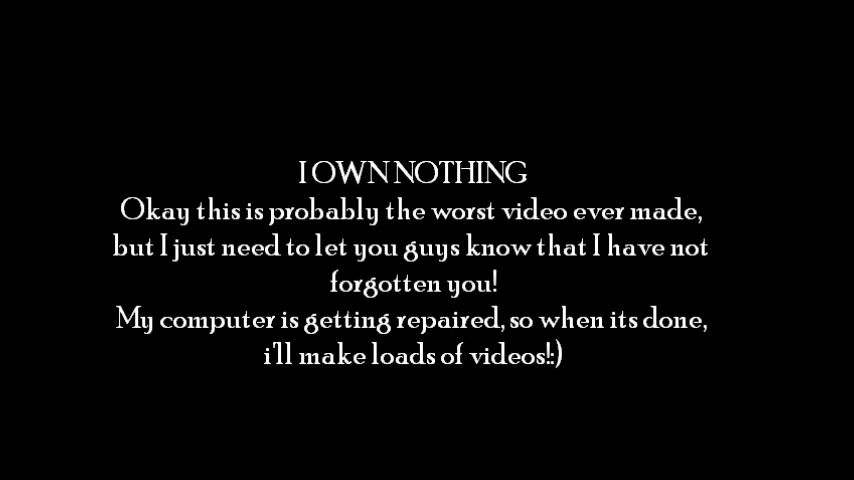 I OWN NOTHING
Okay this is probably the worst video ever made,
but I just need to let you guys know that I have not
forgotten you!
My computer is getting repaired, so when its done,
i'll make loads of videos!:)